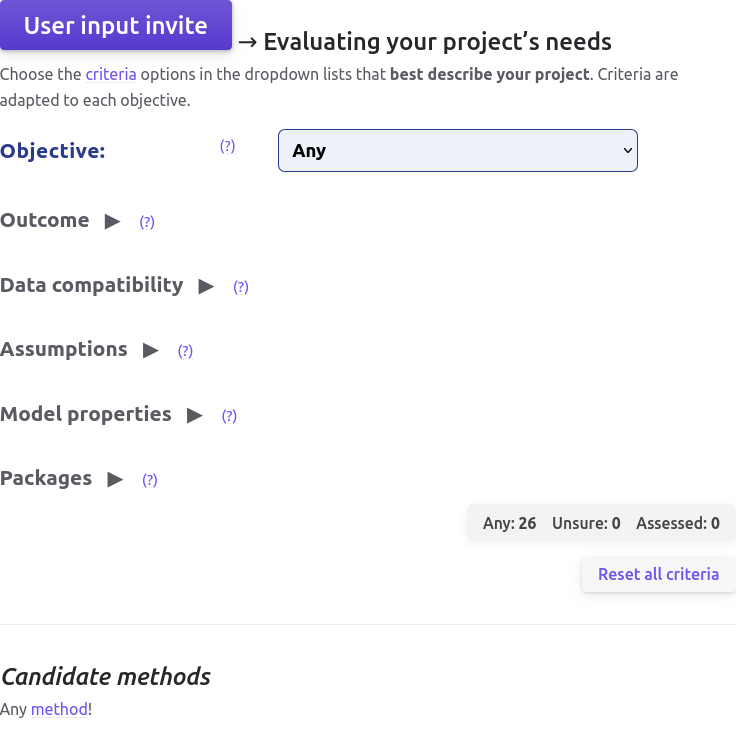 User input invite → Evaluating your project’s needs
Choose the criteria options in the dropdown lists that best describe your project. Criteria are
adapted to each objective.
Objective: (?) Any
Outcome ▶ (?)
Data compatibility ▶ (?)
Assumptions ▶ (?)
Model properties ▶ (?)
Packages ▶ (?)
Any: 26 Unsure: 0 Assessed: 0
Reset all criteria
Candidate methods
Any method!